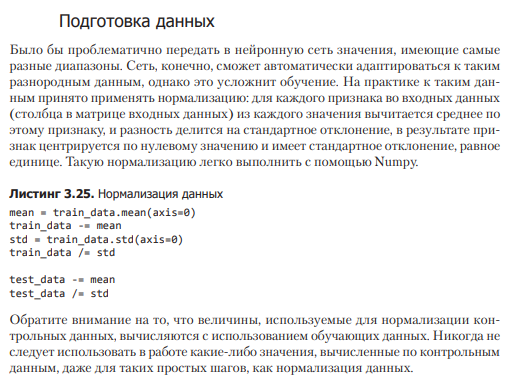 Подготовка данных
Было бы проблематично передать в нейронную сеть значения, имеющие самые
разные диапазоны. Сеть, конечно, сможет автоматически адаптироваться к таким
разнородным данным, однако это усложнит обучение. На практике к таким дан-
ным принято применять нормализацию: для каждого признака во входных данных
(столбца в матрице входных данных) из каждого значения вычитается среднее по
этому признаку, и разность делится на стандартное отклонение, в результате при-
знак центрируется по нулевому значению и имеет стандартное отклонение, равное
единице. Такую нормализацию легко выполнить с помощью Numpy.
Листинг 3.25. Нормализация данных
mean = train_data.mean(axis=0)
train_data -= mean
std = train_data.std(axis=0)
train_data /= std
test_data -= mean
test_data /= std
Обратите внимание на то, что величины, используемые для нормализации кон-
трольных данных, вычисляются с использованием обучающих данных. Никогда не
следует использовать в работе какие-либо значения, вычисленные по контрольным
данным, даже для таких простых шагов, как нормализация данных.